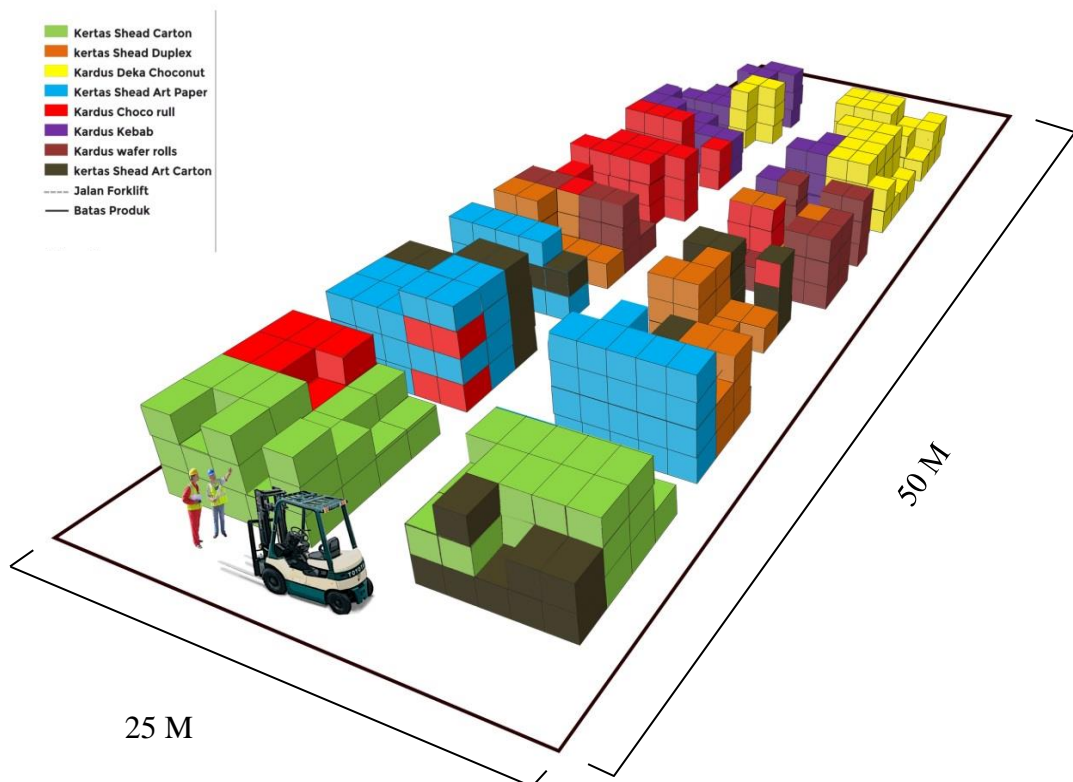 Kertas Shead Carton
kertas Shead Duplex
Kardus Deka Choconut
Kertas Shead Art Paper
Kardus Choco rull
Kardus Kebab
Kardus wafer rolls
kertas Shead Art Carton
Jalan Forklift
Batas Produk
50 M
TOYOTA
25 M